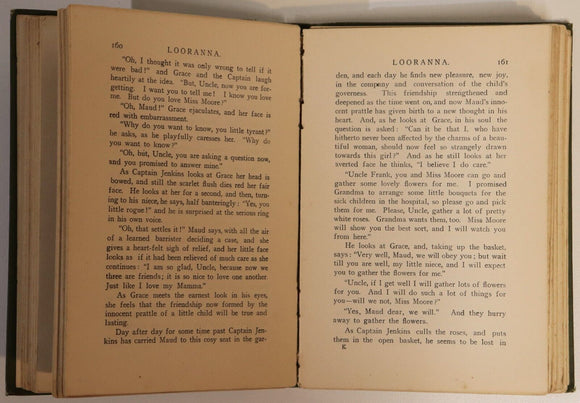 160
LOORANNA.
"Oh, I thought it was only wrong to tell if it
were bad!" and Grace and the Captain laugh
heartily at the idea. "But, Uncle, now you are for-
getting. I want you to tell me! I know you love
me. But do you love Miss Moore?"
"Oh, Maud!" Grace ejaculates, and her face is
red with embarrassment.
"Why do you want to know, you little tyrant?"
he asks, as he playfully caresses her. "Why do
you want to know?"
"Oh, but, Uncle, you are asking a question now,
and you promised to answer mine."
As Captain Jenkins looks at Grace her head is
bowed, and still the scarlet flush dies red her fair
face. He looks at her for a second, and then, turn-
ing to his niece, he says, half banteringly: "Yes, you
little rogue!" and he is surprised at the serious ring
in his own voice.
"Oh, that settles it!" Maud says, with all the air
of a learned barrister deciding a case, and she
gives a heart-felt sigh of relief, and her little face
looks as if it had been relieved of much care as she
continues: "I am so glad, Uncle, because now we
three are friends; it is so nice to love one another.
Just like I love my Mamma."
As Grace meets the earnest look in his eyes,
she feels that the friendship now formed by the
innocent prattle of a little child will be true and
lasting.
Day after day for some time past Captain Jen-
kins has carried Maud to this cosy seat in the gar-
LOORANNA.
161
den, and each day he finds new pleasure, new joy,
in the company and conversation of the child's
governess. This friendship strengthened and
deepened as the time went on, and now Maud's inno-
cent prattle has given birth to a new thought in his
heart. And, as he looks at Grace, in his soul the
question is asked: "Can it be that I, who have
hitherto never been affected by the charms of a beau-
tiful woman, should now feel so strangely drawn
towards this girl?" And as he still looks at her
averted face he thinks, "I believe I do care."
"Uncle Frank, you and Miss Moore can go and
gather some lovely flowers for me. I promised
Grandma to arrange some little bouquets for the
sick children in the hospital, so please go and pick
them for me. Please, Uncle, gather a lot of pretty
white roses. Grandma wants them, too. Miss Moore
will show you the best sort, and I will watch you
from here."
He looks at Grace, and, taking up the basket,
says: "Very well, Maud, we will obey you; but wait
till you are well, my little niece, and I will expect
you to gather the flowers for me."
"Uncle, if I get well I will gather lots of flowers
for you. And I will do such a lot of things for
you—will we not, Miss Moore?"
"Yes, Maud dear, we will." And they hurry
away to gather the flowers.
As Captain Jenkins culls the roses, and puts
them in the open basket, he seems to be lost in
K